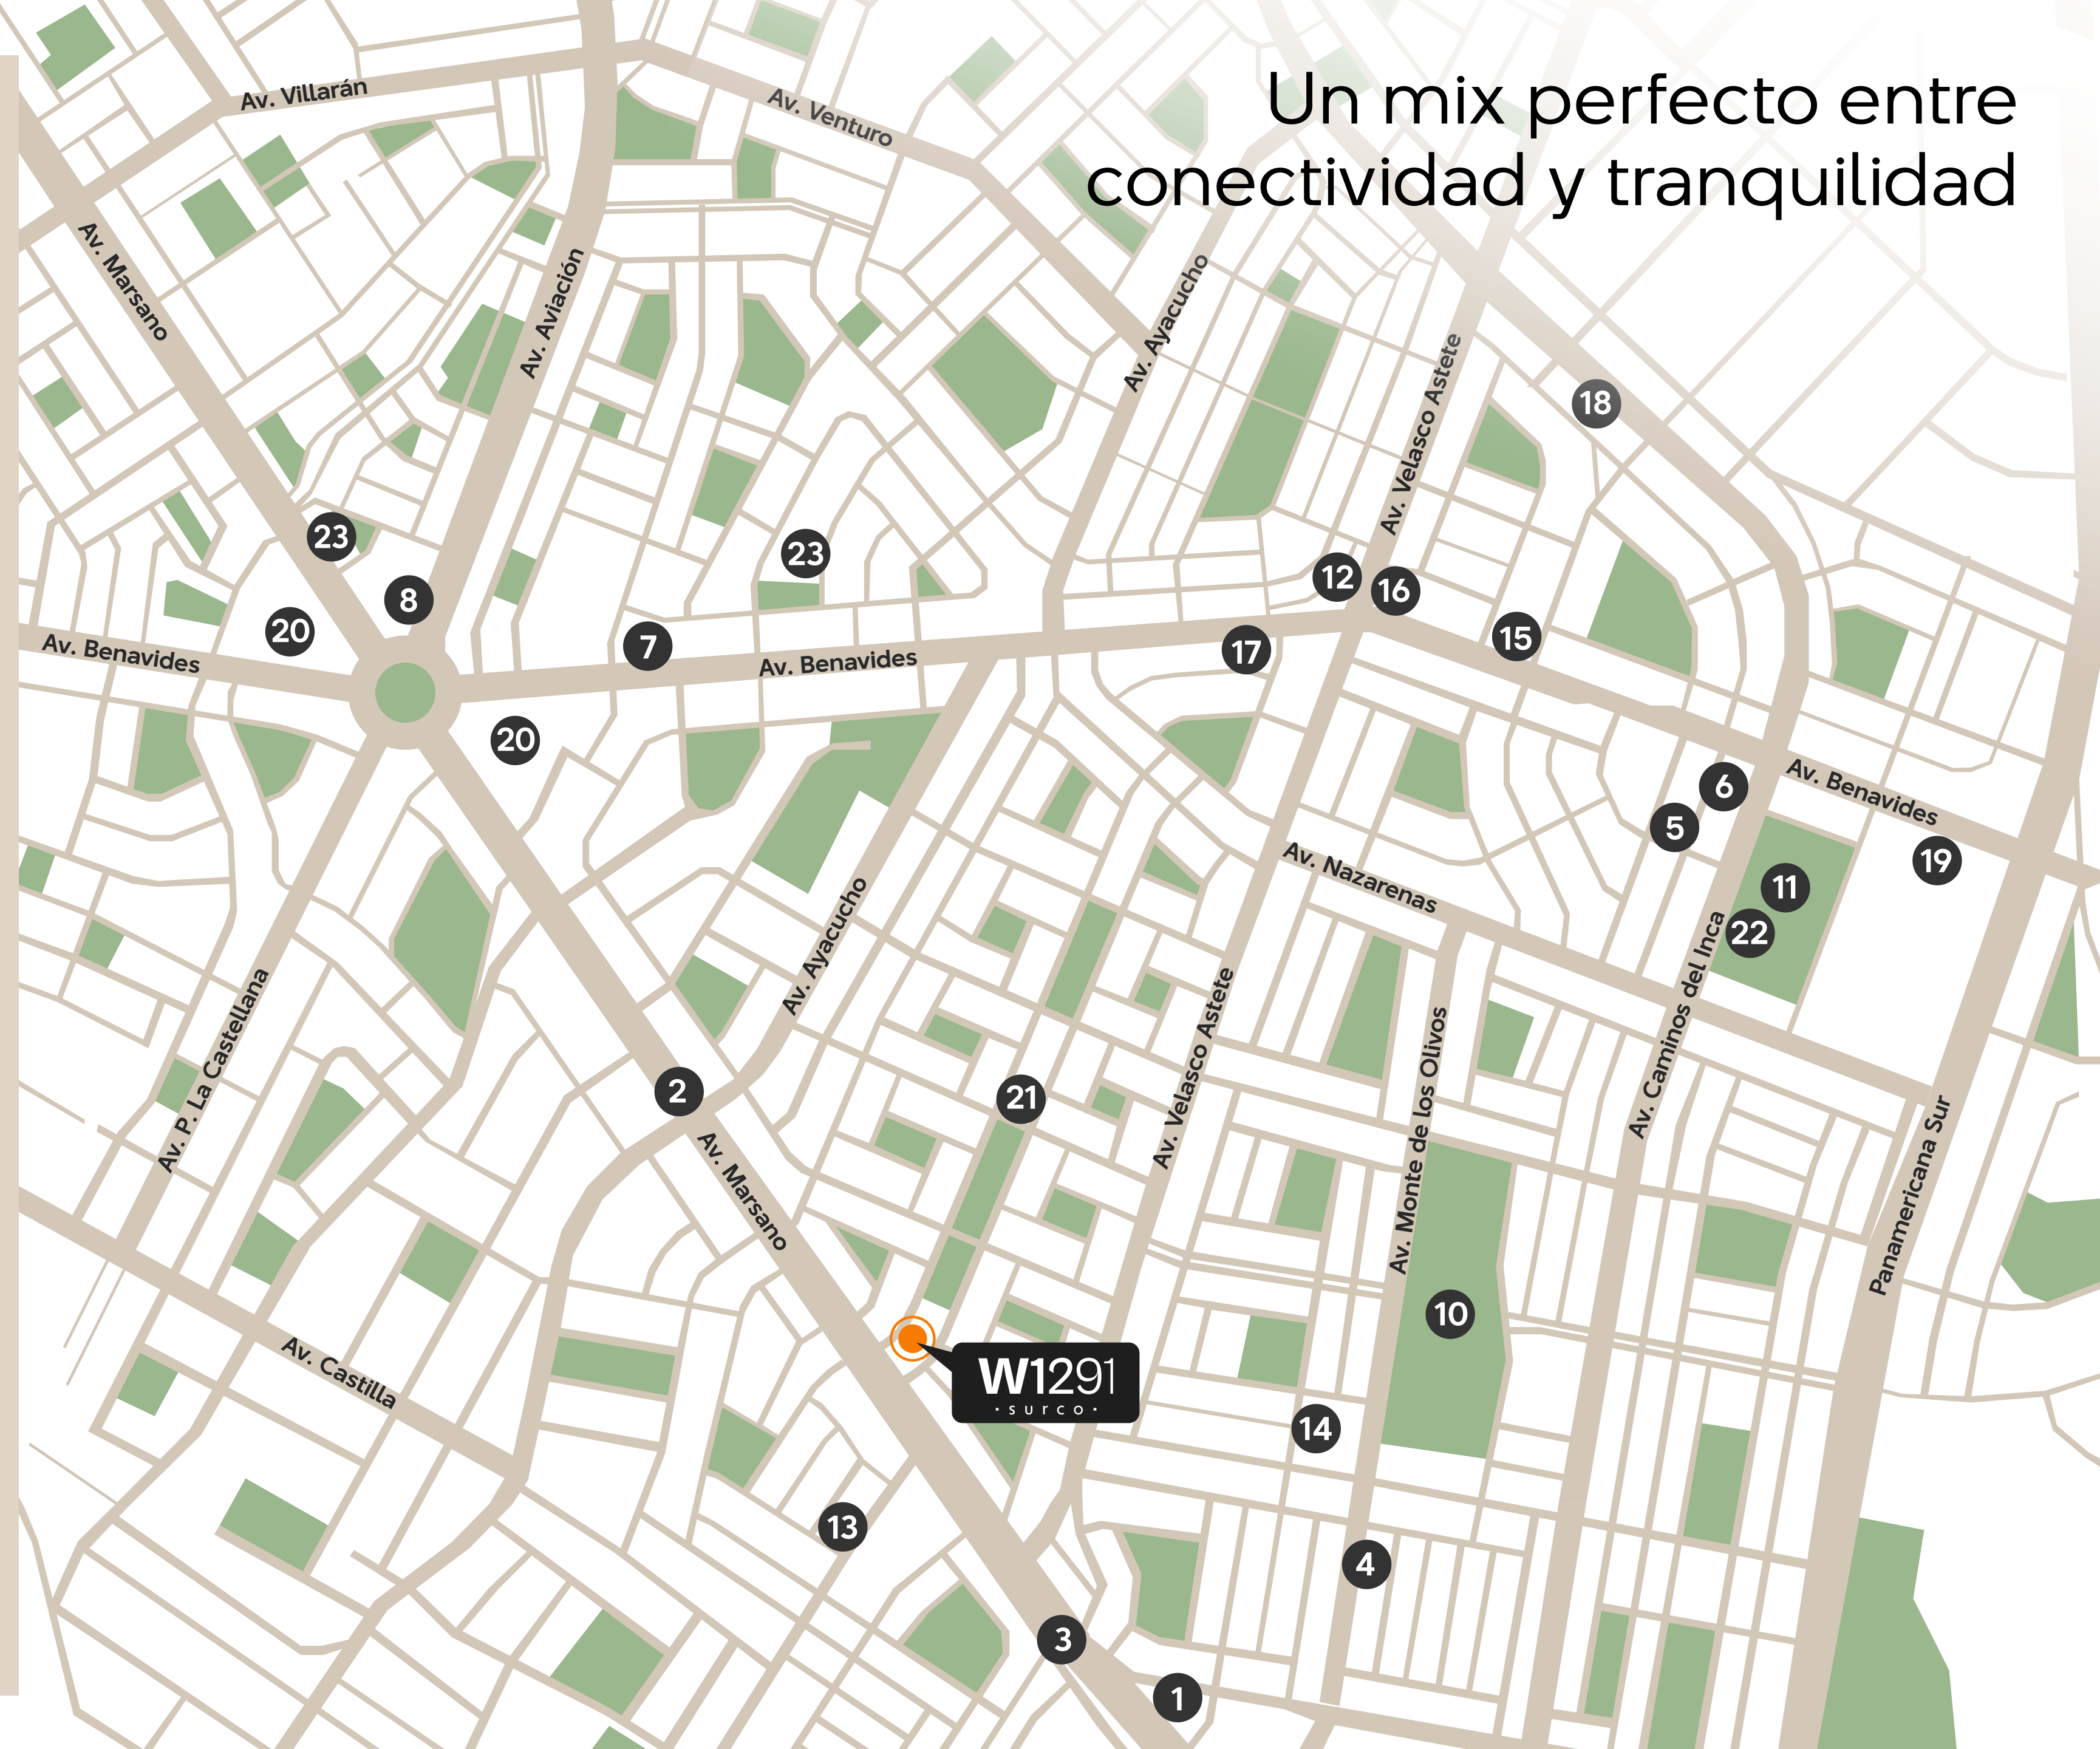 Un mix perfecto entre
conectividad y tranquilidad
Av. Villarán
Av. Venturo
Av. Marsano
Av. Aviación
Av. Ayacucho
Av. Velasco Astete
18
23
23
8
12
16
20
7
17
15
Av. Benavides
Av. Benavides
20
6
Av. Benavides
5
19
Av. Nazarenas
11
22
Av. Ayacucho
Av. P. La Castellana
Av. Velasco Astete
Av. Monte de los Olivos
Av. Caminos del Inca
2
21
Av. Marsano
Panamericana Sur
10
Av. Castilla
W1291
· surco ·
14
13
4
3
1